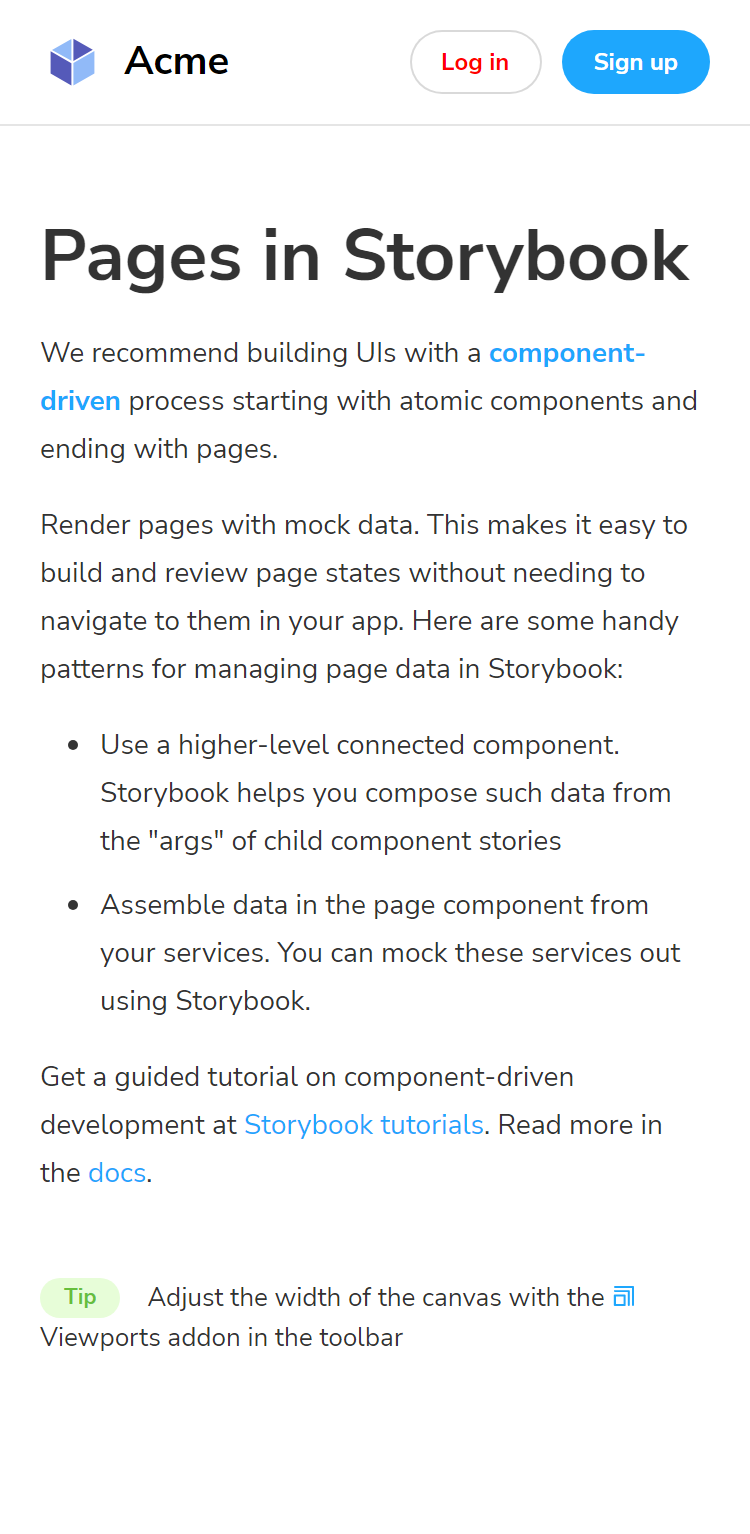 Acme
Log in
Sign up
Pages in Storybook
We recommend building UIs with a component-
driven process starting with atomic components and
ending with pages.
Render pages with mock data. This makes it easy to
build and review page states without needing to
navigate to them in your app. Here are some handy
patterns for managing page data in Storybook:
Use a higher-level connected component.
Storybook helps you compose such data from
the "args" of child component stories
Assemble data in the page component from
your services. You can mock these services out
using Storybook.
Get a guided tutorial on component-driven
development at Storybook tutorials. Read more in
the docs.
Tip Adjust the width of the canvas with the
Viewports addon in the toolbar